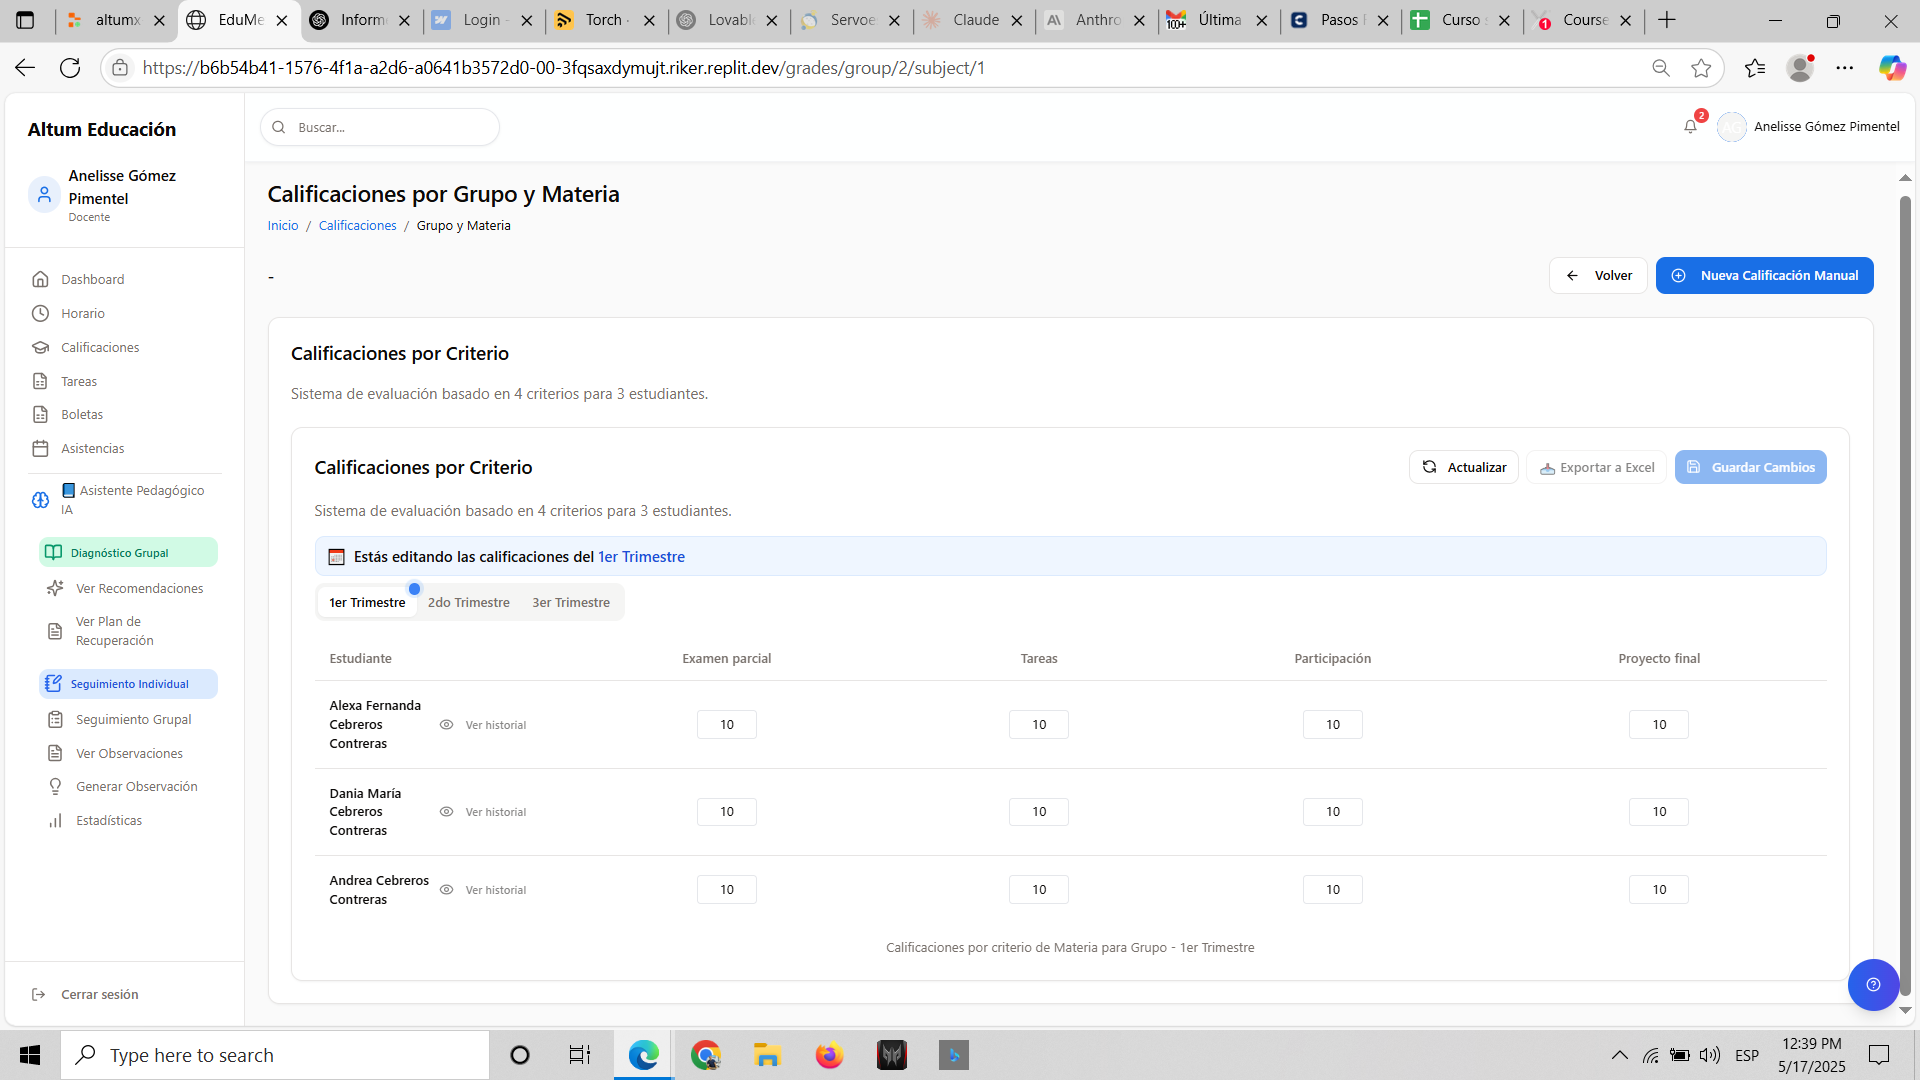 altumx
EduMe
Inform
Login -
Torch -
Lovabl
Servoe
Claude
Anthro
100+
Última
Pasos
Curso
1
Course
https://b6b54b41-1576-4f1a-a2d6-a0641b3572d0-00-3fqsaxdymujt.riker.replit.dev/grades/group/2/subject/1
Altum Educación
Buscar...
2
Anelisse Gómez Pimentel
Anelisse Gómez
Pimentel
Docente
Dashboard
Horario
Calificaciones
Tareas
Boletas
Asistencias
Asistente Pedagógico
IA
Diagnóstico Grupal
Ver Recomendaciones
Ver Plan de
Recuperación
Seguimiento Individual
Seguimiento Grupal
Ver Observaciones
Generar Observación
Estadísticas
Cerrar sesión
Calificaciones por Grupo y Materia
Inicio / Calificaciones / Grupo y Materia
-
Volver
Nueva Calificación Manual
Calificaciones por Criterio
Sistema de evaluación basado en 4 criterios para 3 estudiantes.
Calificaciones por Criterio
Actualizar
Exportar a Excel
Guardar Cambios
Sistema de evaluación basado en 4 criterios para 3 estudiantes.
Estás editando las calificaciones del 1er Trimestre
1er Trimestre 2do Trimestre 3er Trimestre
Estudiante Examen parcial Tareas Participación Proyecto final
Alexa Fernanda
Cebreros
Contreras
Ver historial 10 10 10 10
Dania María
Cebreros
Contreras
Ver historial 10 10 10 10
Andrea Cebreros
Contreras
Ver historial 10 10 10 10
Calificaciones por criterio de Materia para Grupo - 1er Trimestre
Type here to search
ESP
12:39 PM
5/17/2025